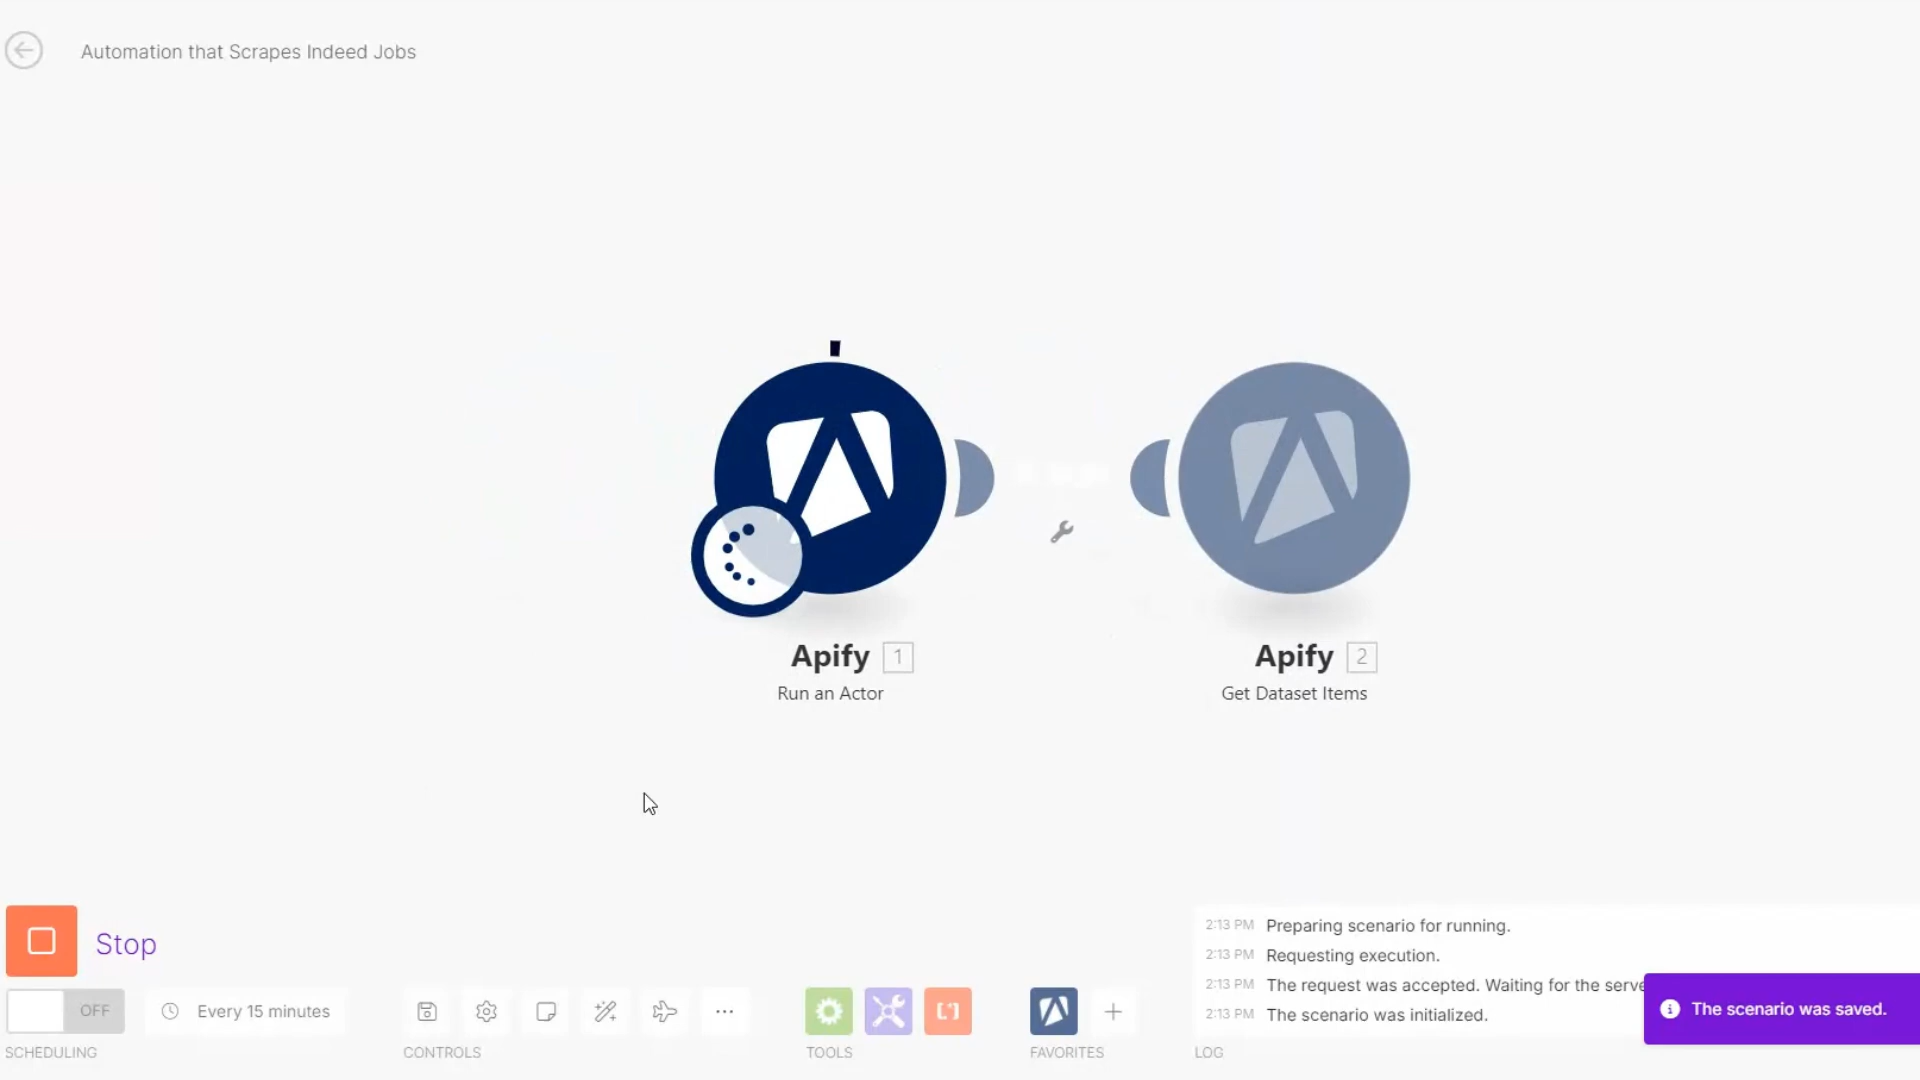 Automation that Scrapes Indeed Jobs
Apify 1
Run an Actor
Apify 2
Get Dataset Items
Stop
OFF
Every 15 minutes
SCHEDULING
CONTROLS
TOOLS
FAVORITES
2:13 PM Preparing scenario for running.
2:13 PM Requesting execution.
2:13 PM The request was accepted. Waiting for the serve
2:13 PM The scenario was initialized.
LOG
The scenario was saved.